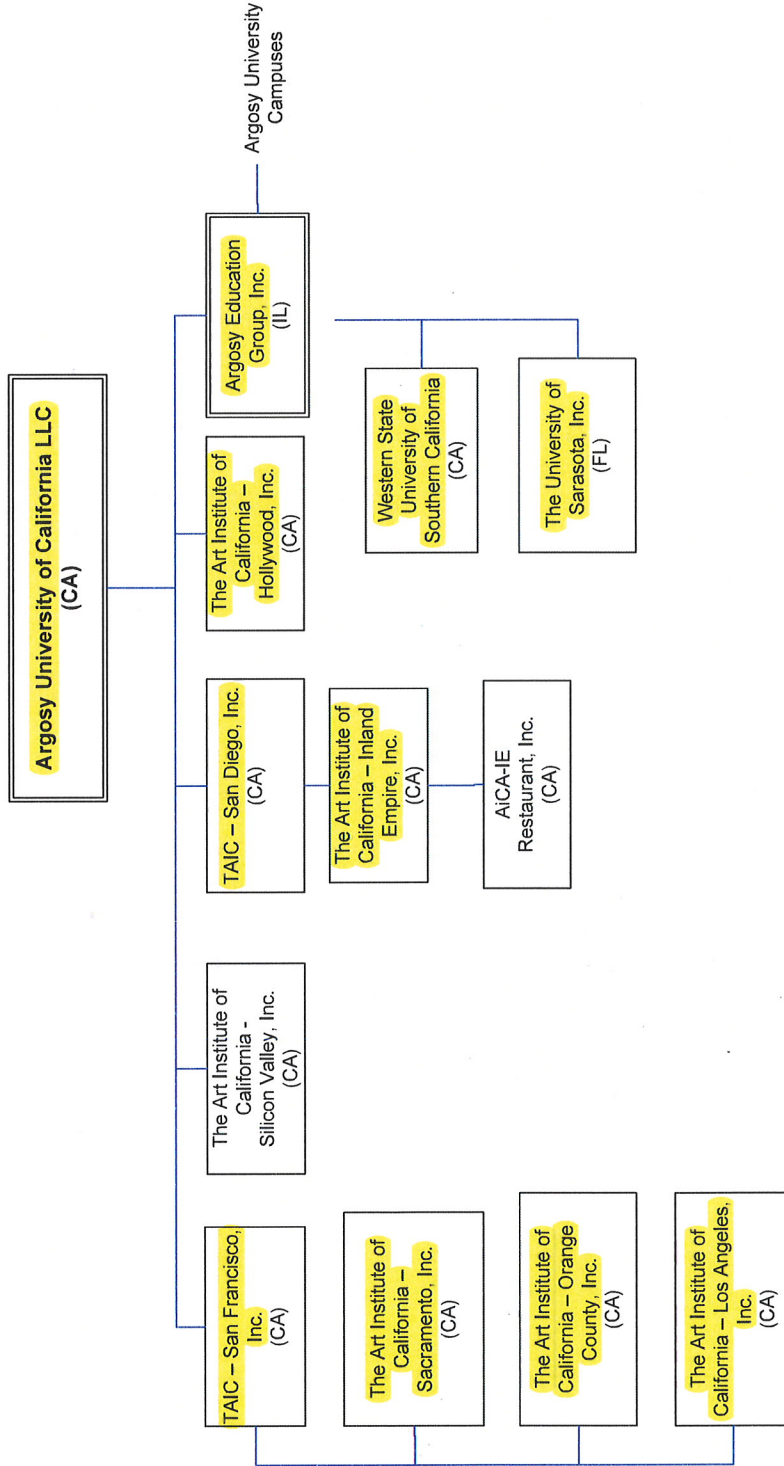 Argosy University of California LLC
(CA)
TAIC – San Francisco,
Inc.
(CA)
The Art Institute of
California –
Sacramento, Inc.
(CA)
The Art Institute of
California – Orange
County, Inc.
(CA)
The Art Institute of
California – Los Angeles,
Inc.
(CA)
The Art Institute of
California -
Silicon Valley, Inc.
(CA)
TAIC – San Diego, Inc.
(CA)
The Art Institute of
California – Inland
Empire, Inc.
(CA)
AiCA-IE
Restaurant, Inc.
(CA)
The Art Institute of
California –
Hollywood, Inc.
(CA)
Argosy Education
Group, Inc.
(IL)
Western State
University of
Southern California
(CA)
The University of
Sarasota, Inc.
(FL)
Argosy University
Campuses